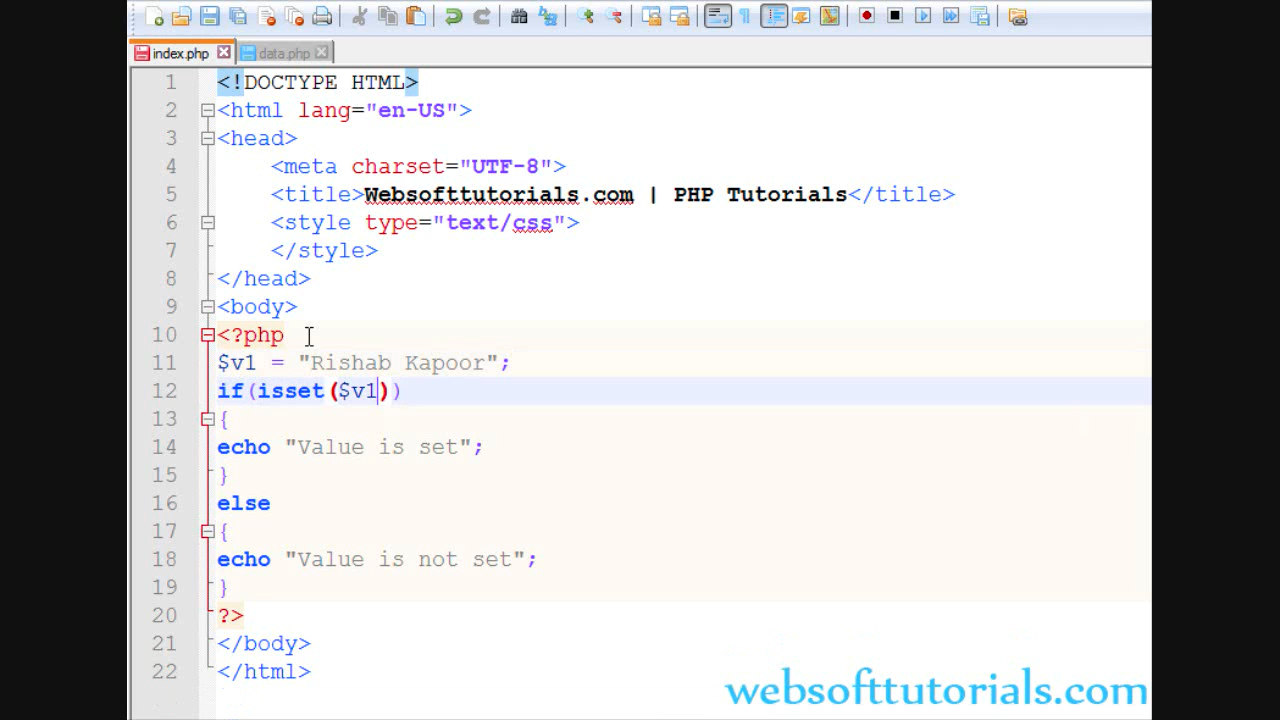 index.php data.php
1 <!DOCTYPE HTML>
2 <html lang="en-US">
3 <head>
4 <meta charset="UTF-8">
5 <title>Websofttutorials.com | PHP Tutorials</title>
6 <style type="text/css">
7 </style>
8 </head>
9 <body>
10 <?php
11 $v1 = "Rishab Kapoor";
12 if(isset($v1))
13 {
14 echo "Value is set";
15 }
16 else
17 {
18 echo "Value is not set";
19 }
20 ?>
21 </body>
22 </html>
websofttutorials.com